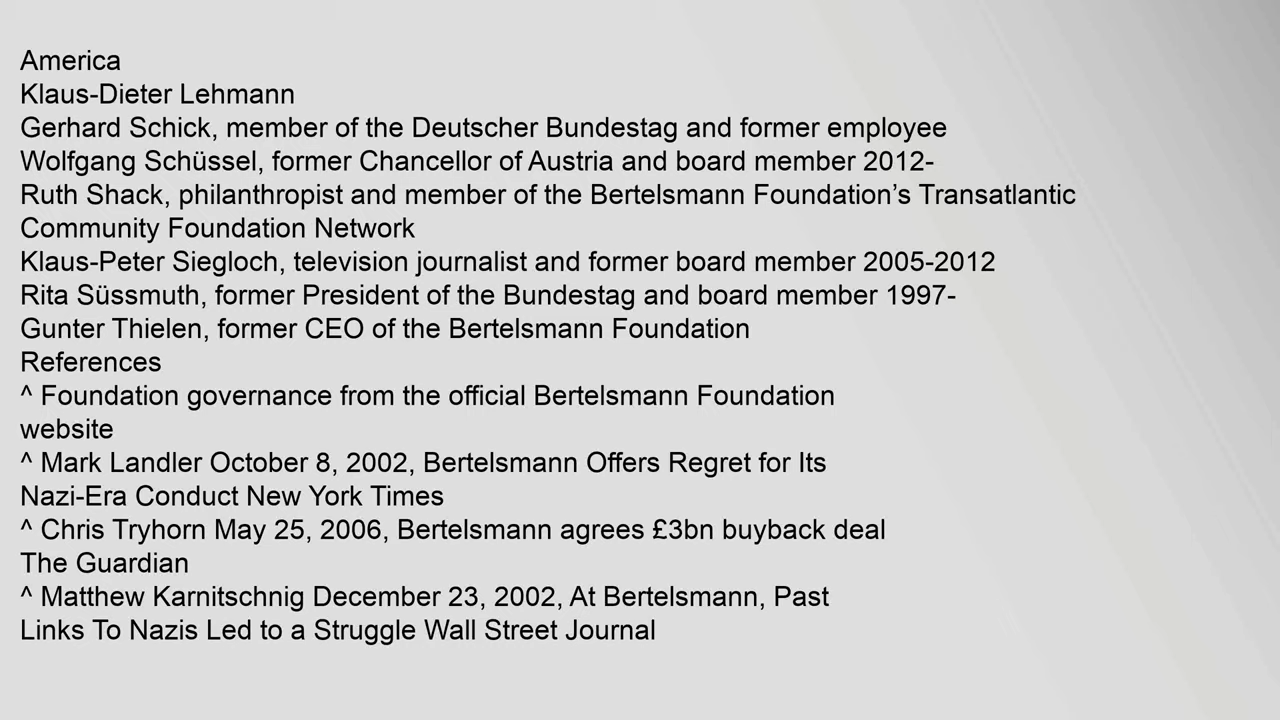 America
Klaus-Dieter Lehmann
Gerhard Schick, member of the Deutscher Bundestag and former employee
Wolfgang Schüssel, former Chancellor of Austria and board member 2012-
Ruth Shack, philanthropist and member of the Bertelsmann Foundation’s Transatlantic
Community Foundation Network
Klaus-Peter Siegloch, television journalist and former board member 2005-2012
Rita Süssmuth, former President of the Bundestag and board member 1997-
Gunter Thielen, former CEO of the Bertelsmann Foundation
References
^ Foundation governance from the official Bertelsmann Foundation
website
^ Mark Landler October 8, 2002, Bertelsmann Offers Regret for Its
Nazi-Era Conduct New York Times
^ Chris Tryhorn May 25, 2006, Bertelsmann agrees £3bn buyback deal
The Guardian
^ Matthew Karnitschnig December 23, 2002, At Bertelsmann, Past
Links To Nazis Led to a Struggle Wall Street Journal